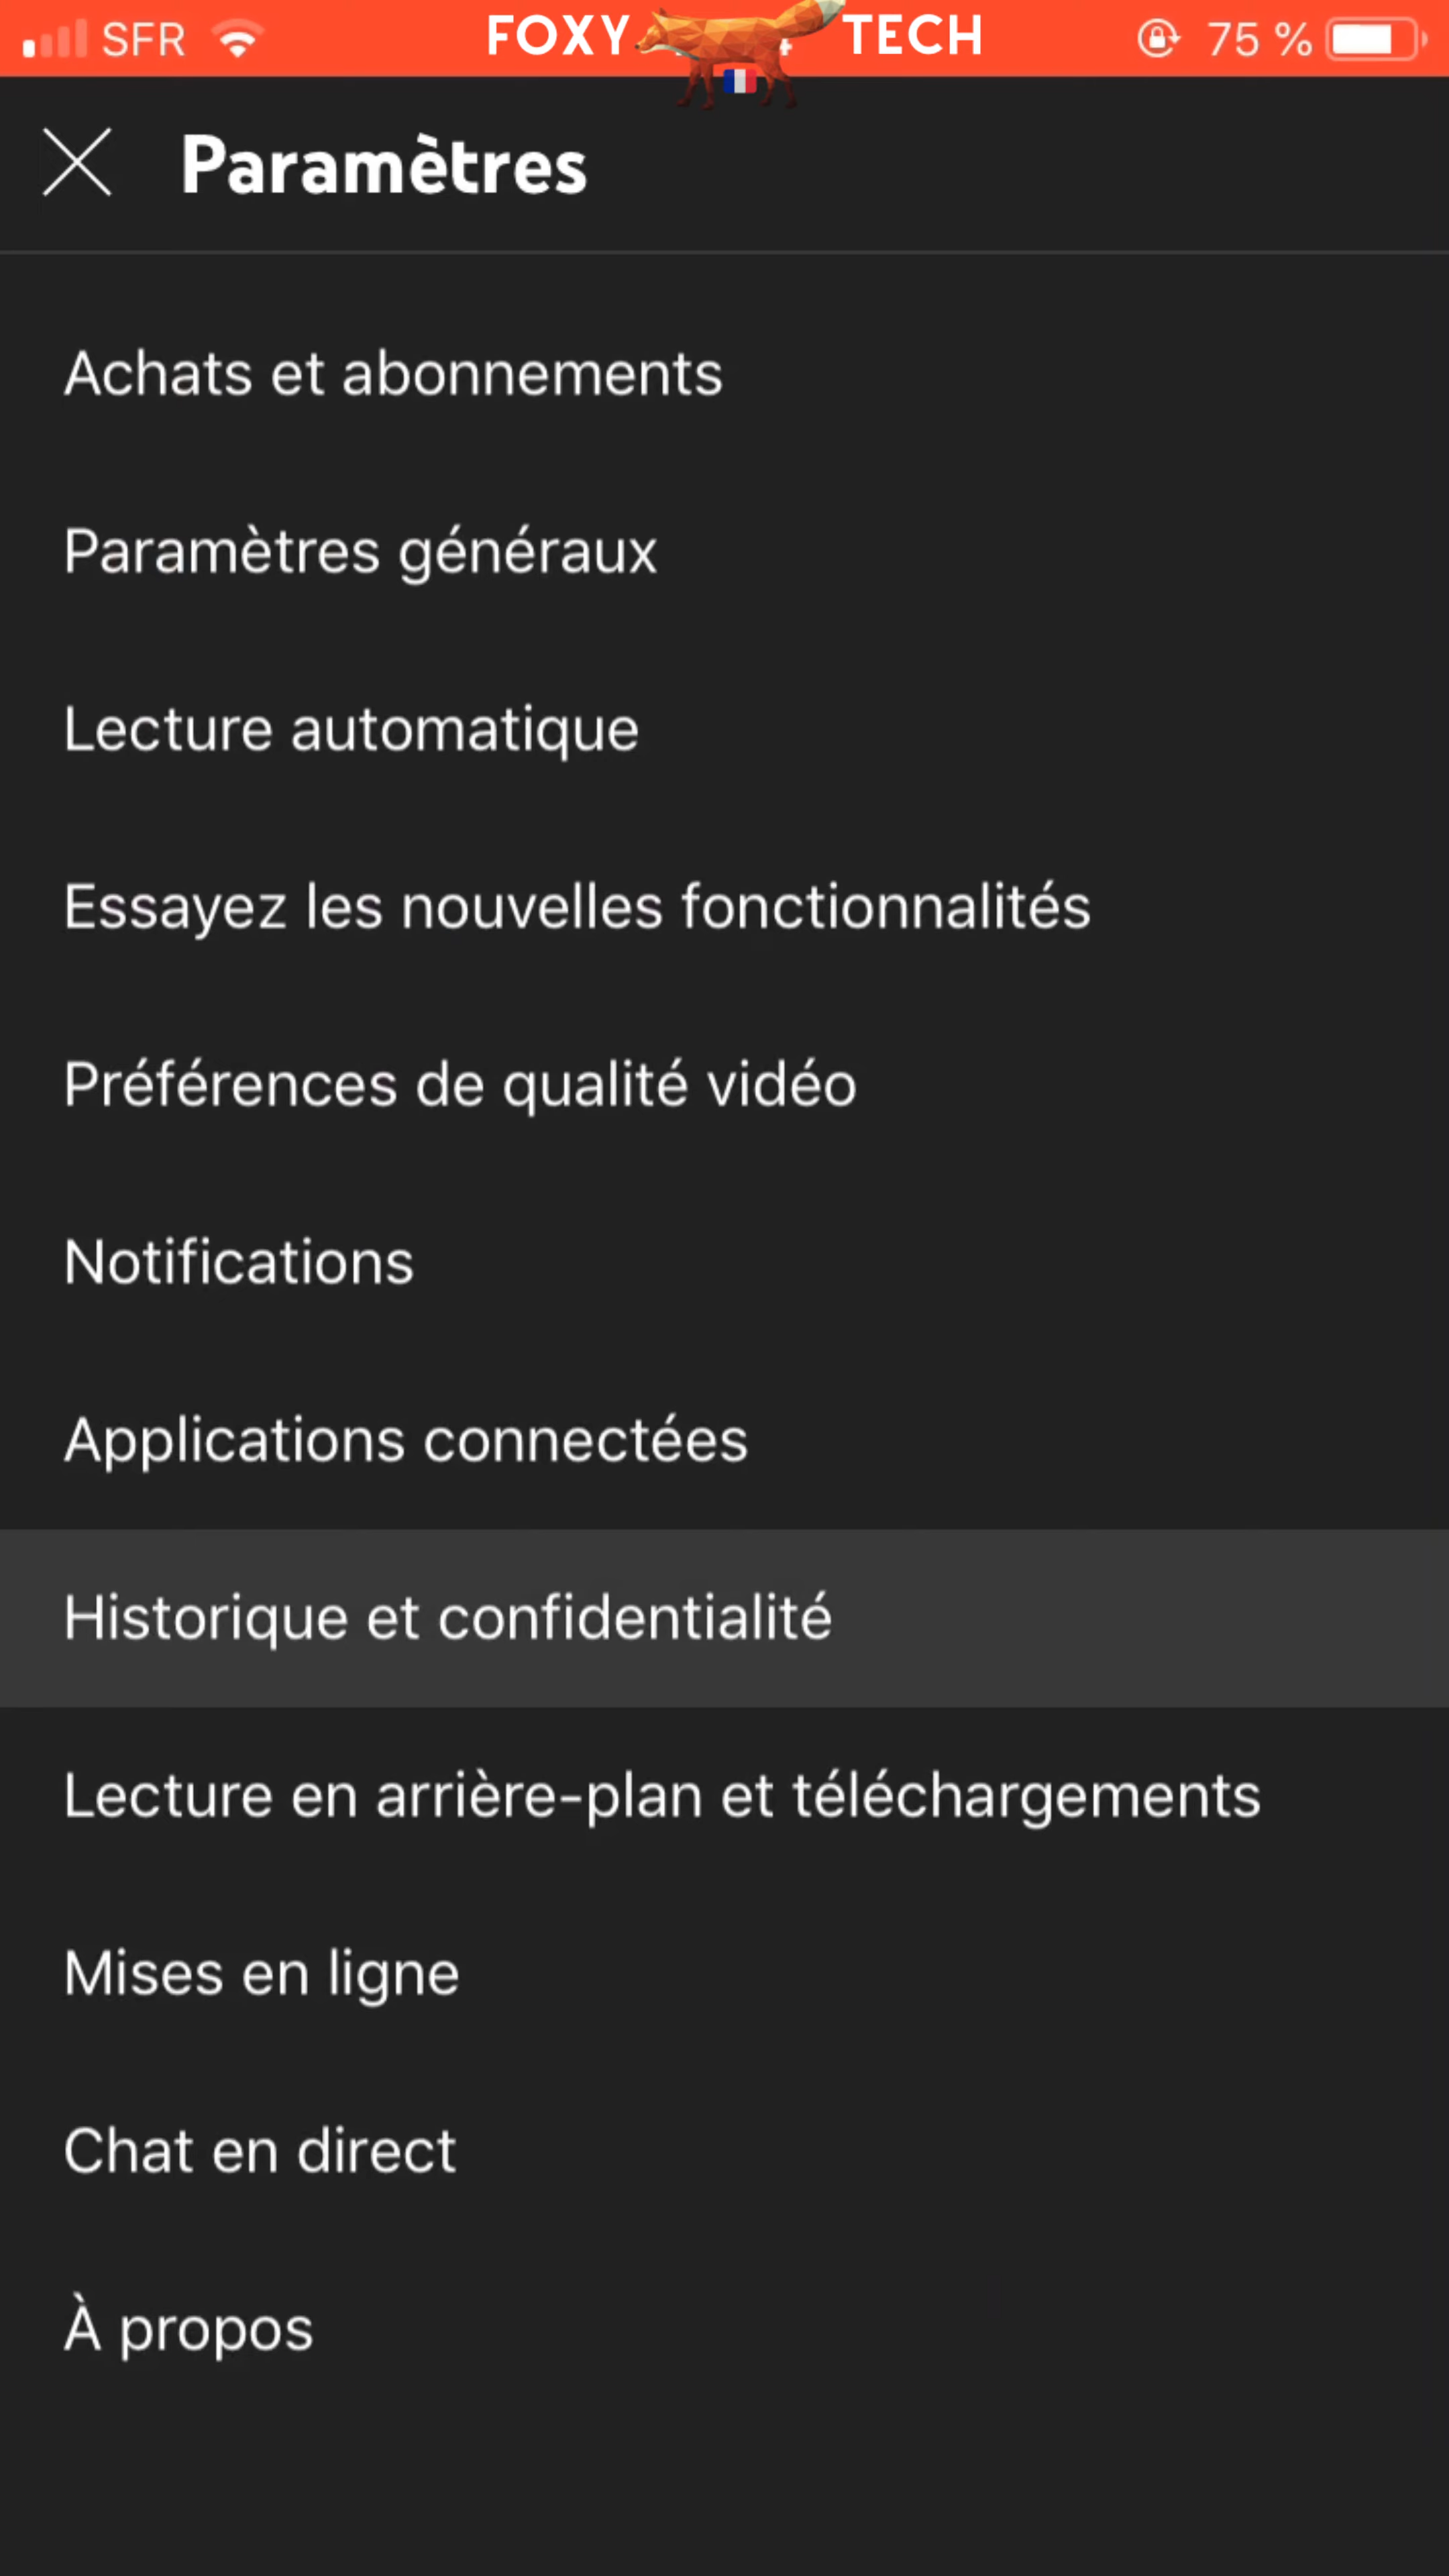 SFR FOXY TECH 75 %
Paramètres
Achats et abonnements
Paramètres généraux
Lecture automatique
Essayez les nouvelles fonctionnalités
Préférences de qualité vidéo
Notifications
Applications connectées
Historique et confidentialité
Lecture en arrière-plan et téléchargements
Mises en ligne
Chat en direct
À propos